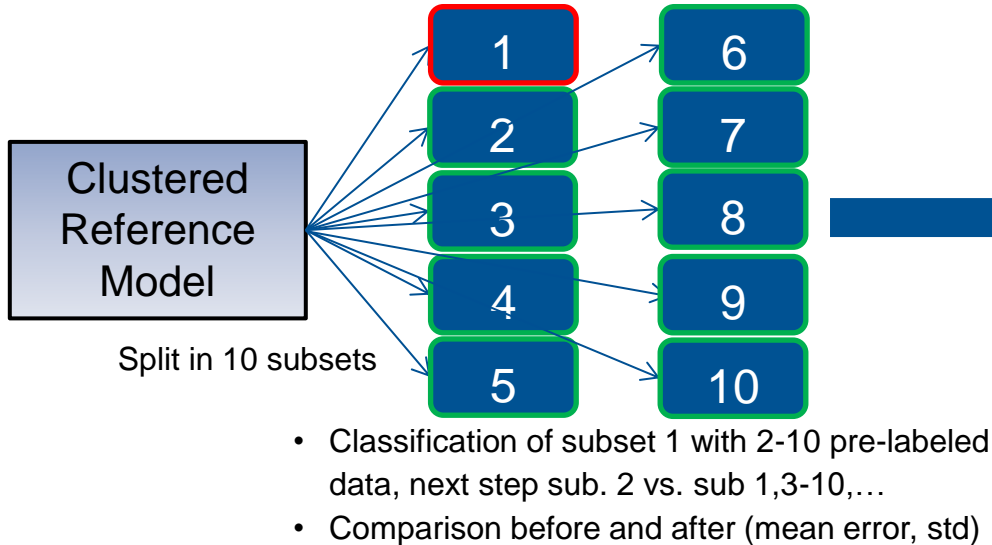 Clustered
Reference
Model
Split in 10 subsets
1
2
3
4
5
6
7
8
9
10
• Classification of subset 1 with 2-10 pre-labeled
data, next step sub. 2 vs. sub 1,3-10,…
• Comparison before and after (mean error, std)